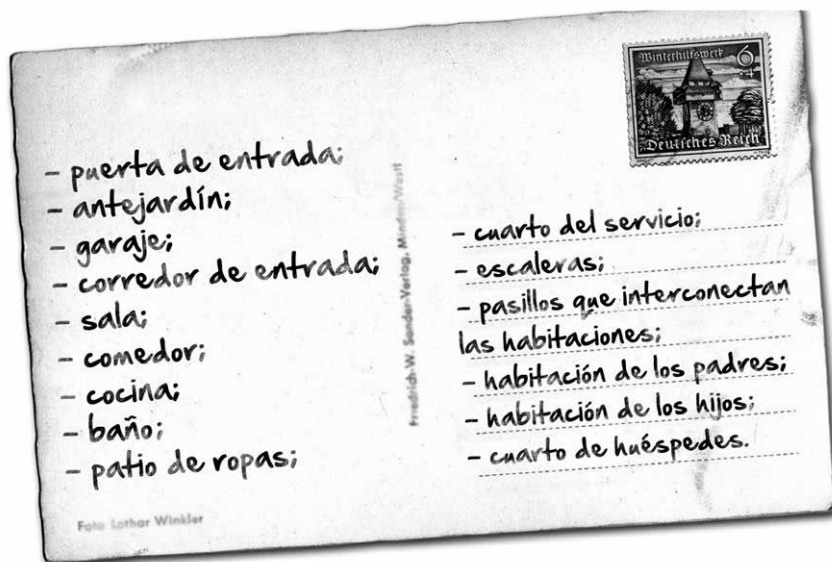 Winterhilfswerk 6
+4
Deutsches Reich
- puerta de entrada;
- antejardín;
- garaje;
- corredor de entrada;
- sala;
- comedor;
- cocina;
- baño;
- patio de ropas;
Foto Lothar Winkler
Friedrich-W. Sander-Verlag, Minden/Westf
- cuarto del servicio;
- escaleras;
- pasillos que interconectan
las habitaciones;
- habitación de los padres;
- habitación de los hijos;
- cuarto de huéspedes.